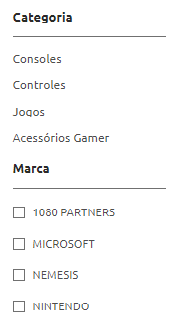 Categoria
Consoles
Controles
Jogos
Acessórios Gamer
Marca
1080 PARTNERS
MICROSOFT
NEMESIS
NINTENDO